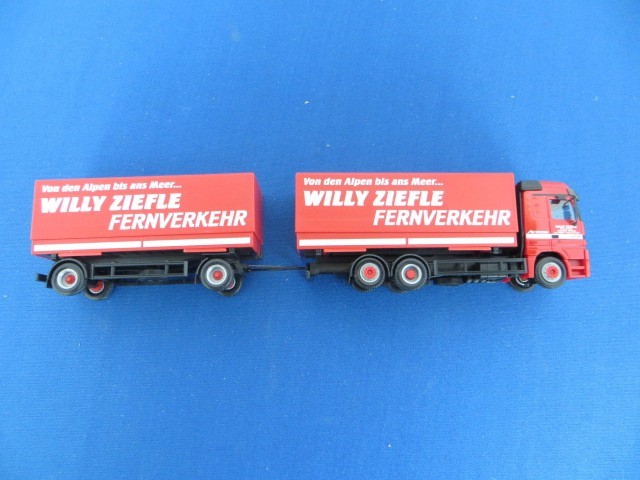 Von den Alpen bis ans Meer...
WILLY ZIEFLE
FERNVERKEHR
Von den Alpen bis ans Meer...
WILLY ZIEFLE
FERNVERKEHR